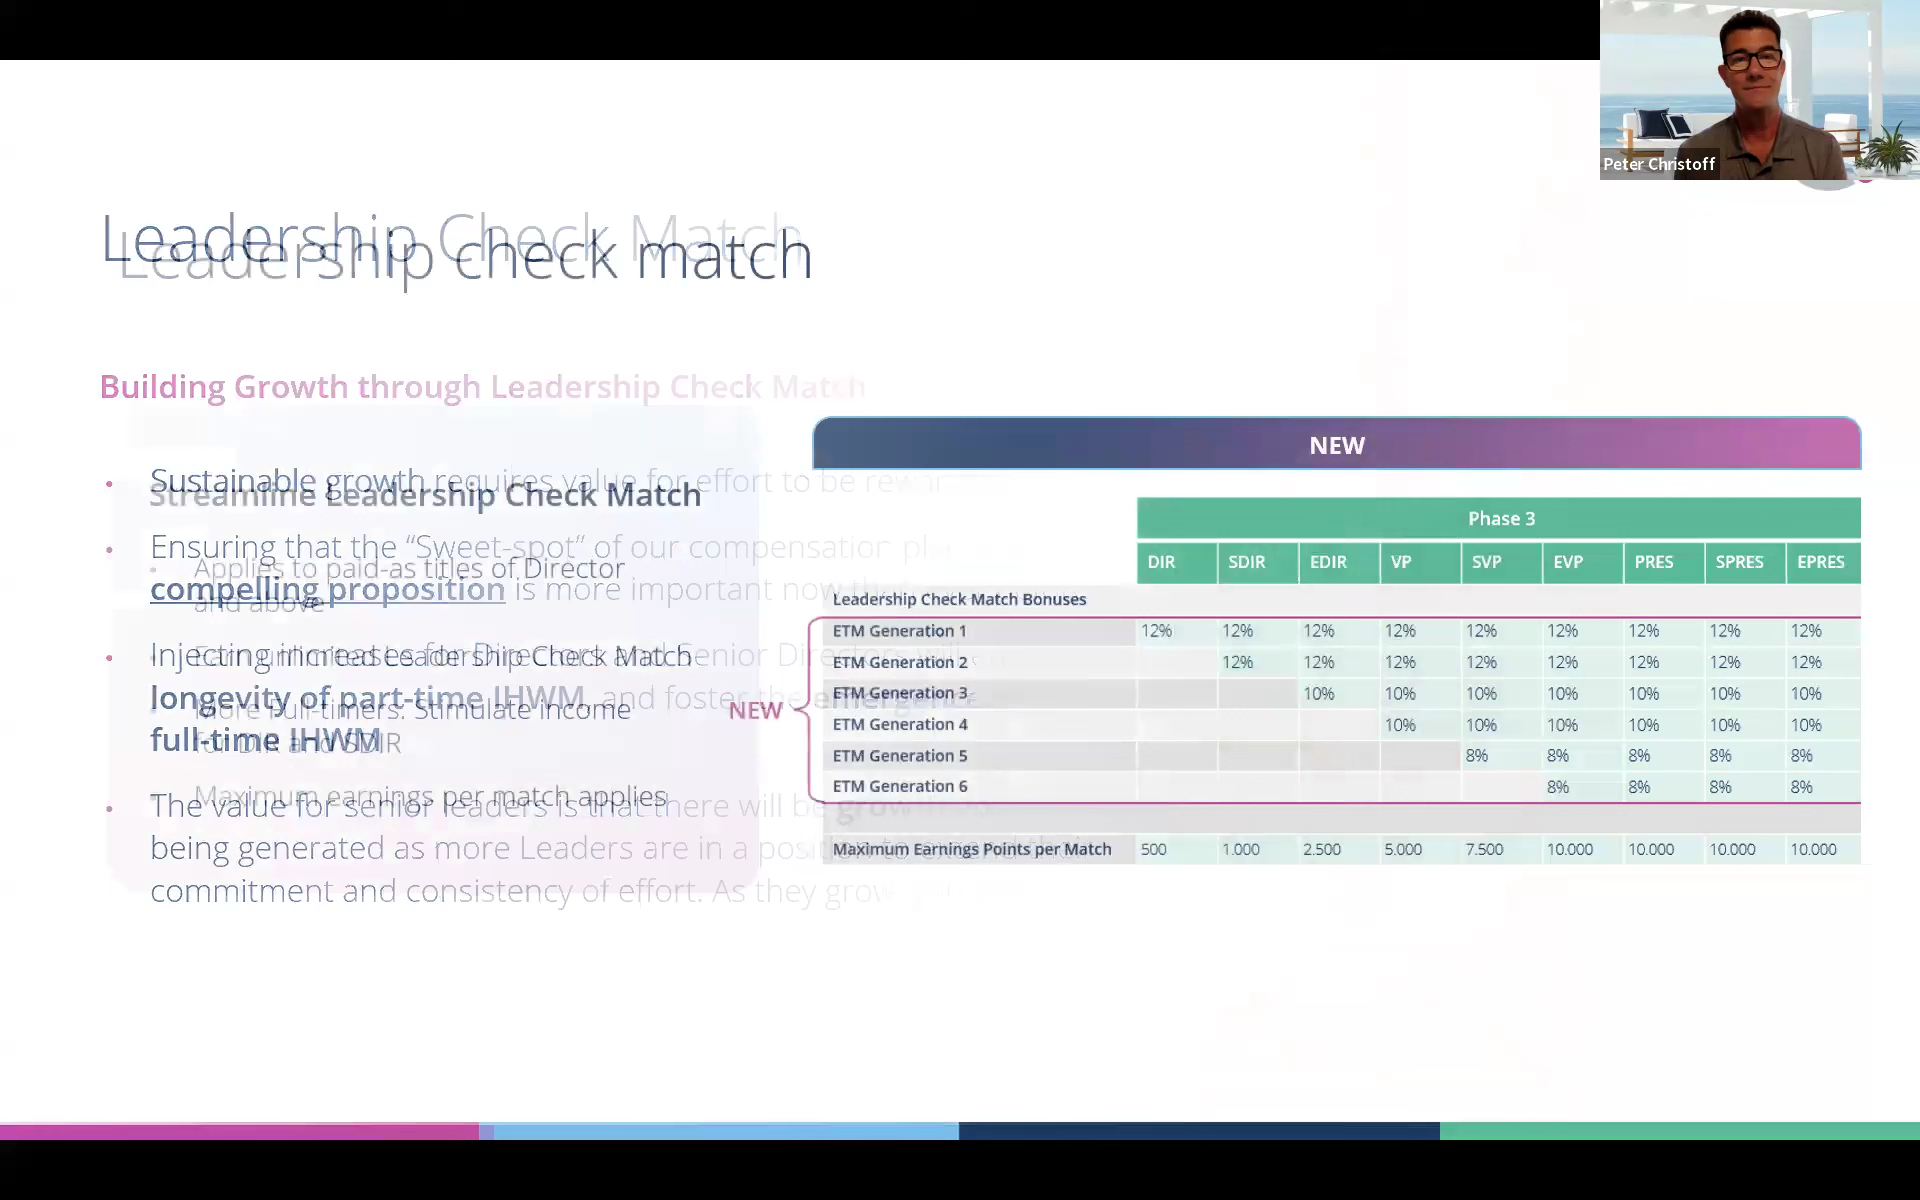 Peter Christoff
Leadership Check Match
Leadership check match
Building Growth through Leadership Check Match
• Sustainable growth requires value for effort to be
• Ensuring that the “Sweet-spot” of our compensation
compelling proposition is more important now
• Injecting increases for Directors and Senior
longevity of part-time IHWM, and foster the emergence
full-time IHWM
• The value for senior leaders is that there will be growth
being generated as more Leaders are in a position to
commitment and consistency of effort. As they grow
Streamline Leadership Check Match
• Applies to paid-as titles of Director
and above
Earn unlimited Leadership Check Match
More Full-timers: Stimulate income
for DIR and SDIR
Maximum earnings per match applies
NEW
NEW
Phase 3
DIR SDIR EDIR VP SVP EVP PRES SPRES EPRES
Leadership Check Match Bonuses
ETM Generation 1 12% 12% 12% 12% 12% 12% 12% 12% 12%
ETM Generation 2 12% 12% 12% 12% 12% 12% 12% 12%
ETM Generation 3 10% 10% 10% 10% 10% 10% 10%
ETM Generation 4 10% 10% 10% 10% 10% 10%
ETM Generation 5 8% 8% 8% 8% 8%
ETM Generation 6 8% 8% 8% 8%
Maximum Earnings Points per Match 500 1.000 2.500 5.000 7.500 10.000 10.000 10.000 10.000